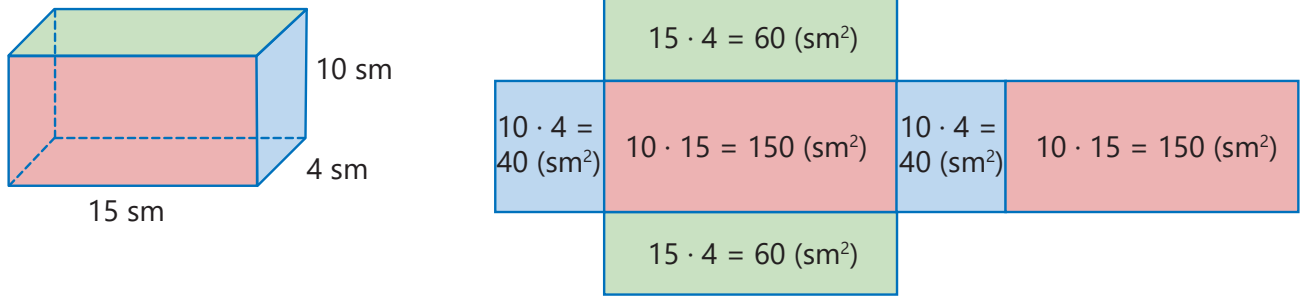 10 sm
4 sm
15 sm
15 · 4 = 60 (sm²)
10 · 4 =
40 (sm²)
10 · 15 = 150 (sm²)
10 · 4 =
40 (sm²)
10 · 15 = 150 (sm²)
15 · 4 = 60 (sm²)